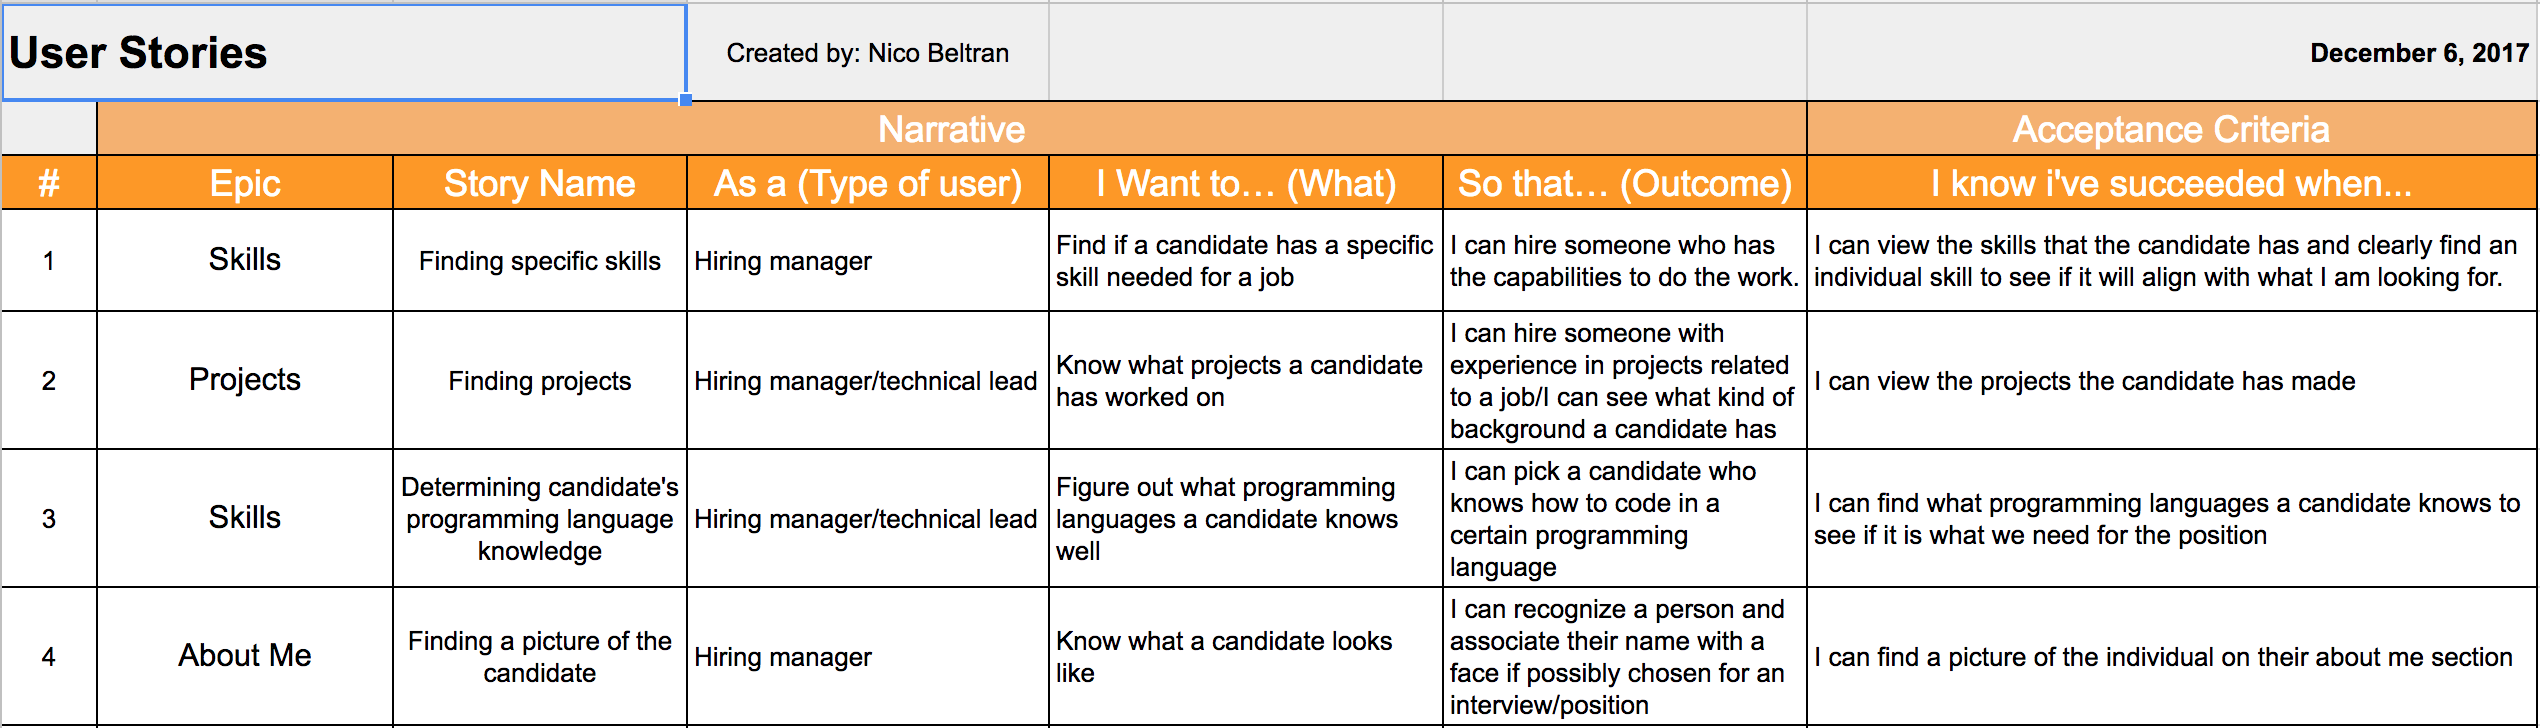 User Stories
Created by: Nico Beltran
December 6, 2017
Narrative
Acceptance Criteria
#
Epic
Story Name
As a (Type of user)
I Want to... (What)
So that... (Outcome)
I know i've succeeded when...
1
Skills
Finding specific skills
Hiring manager
Find if a candidate has a specific
skill needed for a job
I can hire someone who has
the capabilities to do the work.
I can view the skills that the candidate has and clearly find an
individual skill to see if it will align with what I am looking for.
2
Projects
Finding projects
Hiring manager/technical lead
Know what projects a candidate
has worked on
I can hire someone with
experience in projects related
to a job/I can see what kind of
background a candidate has
I can view the projects the candidate has made
3
Skills
Determining candidate's
programming language
knowledge
Hiring manager/technical lead
Figure out what programming
languages a candidate knows
well
I can pick a candidate who
knows how to code in a
certain programming
language
I can find what programming languages a candidate knows to
see if it is what we need for the position
4
About Me
Finding a picture of the
candidate
Hiring manager
Know what a candidate looks
like
I can recognize a person and
associate their name with a
face if possibly chosen for an
interview/position
I can find a picture of the individual on their about me section